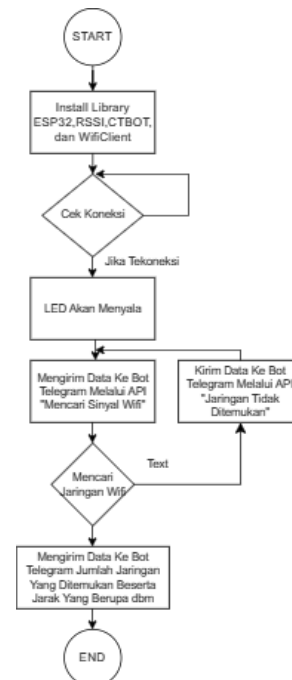 START
Install Library
ESP32,RSSI,CTBOT,
dan WifiClient
Cek Koneksi
Jika Tekoneksi
LED Akan Menyala
Mengirim Data Ke Bot
Telegram Melalui API
"Mencari Sinyal Wifi"
Kirim Data Ke Bot
Telegram Melalui API
"Jaringan Tidak
Ditemukan"
Mencari
Jaringan Wifi
Text
Mengirim Data Ke Bot
Telegram Jumlah Jaringan
Yang Ditemukan Beserta
Jarak Yang Berupa dbm
END